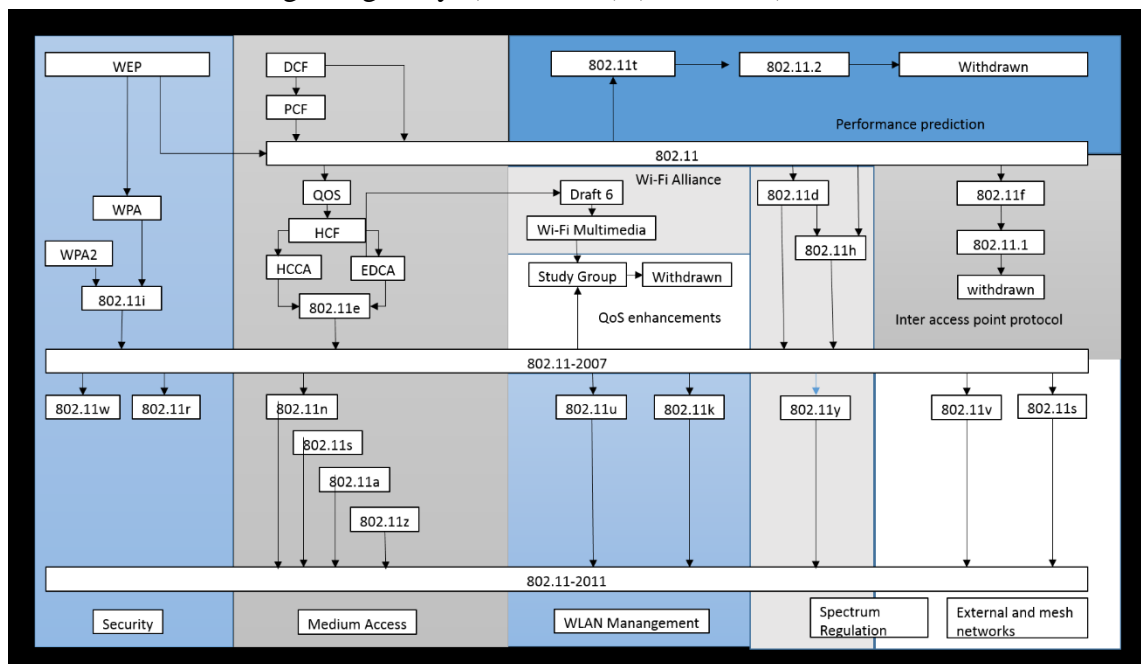 WEP
DCF
802.11t
802.11.2
Withdrawn
PCF
Performance prediction
802.11
Wi-Fi Alliance
QOS
Draft 6
802.11d
802.11f
WPA
HCF
Wi-Fi Multimedia
802.11h
802.11.1
WPA2
HCCA
EDCA
Study Group
Withdrawn
withdrawn
802.11i
802.11e
QoS enhancements
Inter access point protocol
802.11-2007
802.11w
802.11r
802.11n
802.11u
802.11k
802.11y
802.11v
802.11s
802.11s
802.11a
802.11z
802.11-2011
Security
Medium Access
WLAN Manangement
Spectrum
Regulation
External and mesh
networks